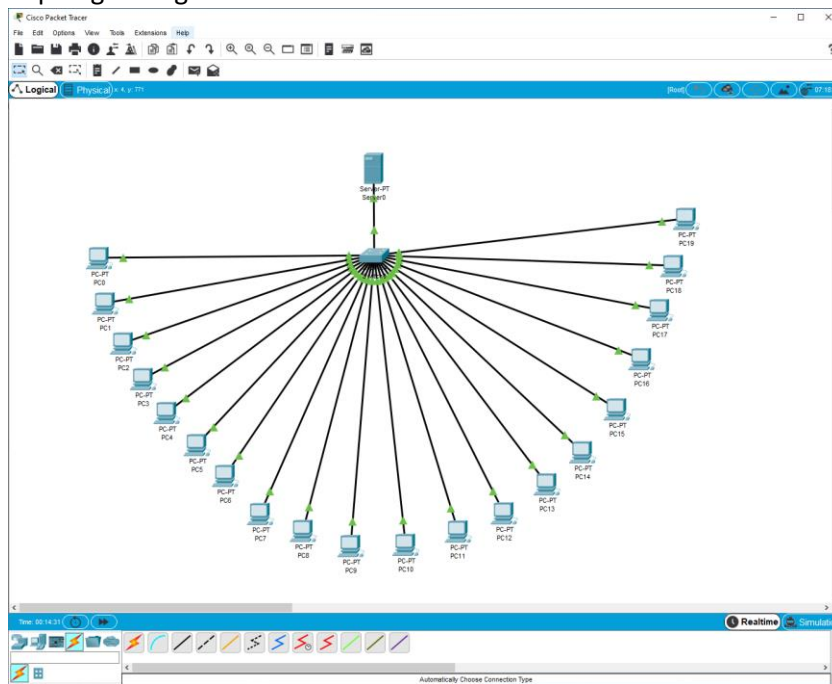 Cisco Packet Tracer
File Edit Options View Tools Extensions Help
Logical Physical x: 4, y: 771 [Root]
Server-PT
Server0
PC-PT
PC19
PC-PT
PC0
PC-PT
PC18
PC-PT
PC1
PC-PT
PC17
PC-PT
PC2
PC-PT
PC16
PC-PT
PC3
PC-PT
PC4
PC-PT
PC15
PC-PT
PC5
PC-PT
PC14
PC-PT
PC6
PC-PT
PC13
PC-PT
PC7
PC-PT
PC12
PC-PT
PC8
PC-PT
PC11
PC-PT
PC9
PC-PT
PC10
Time: 00:14:31 Realtime Simulati
Automatically Choose Connection Type